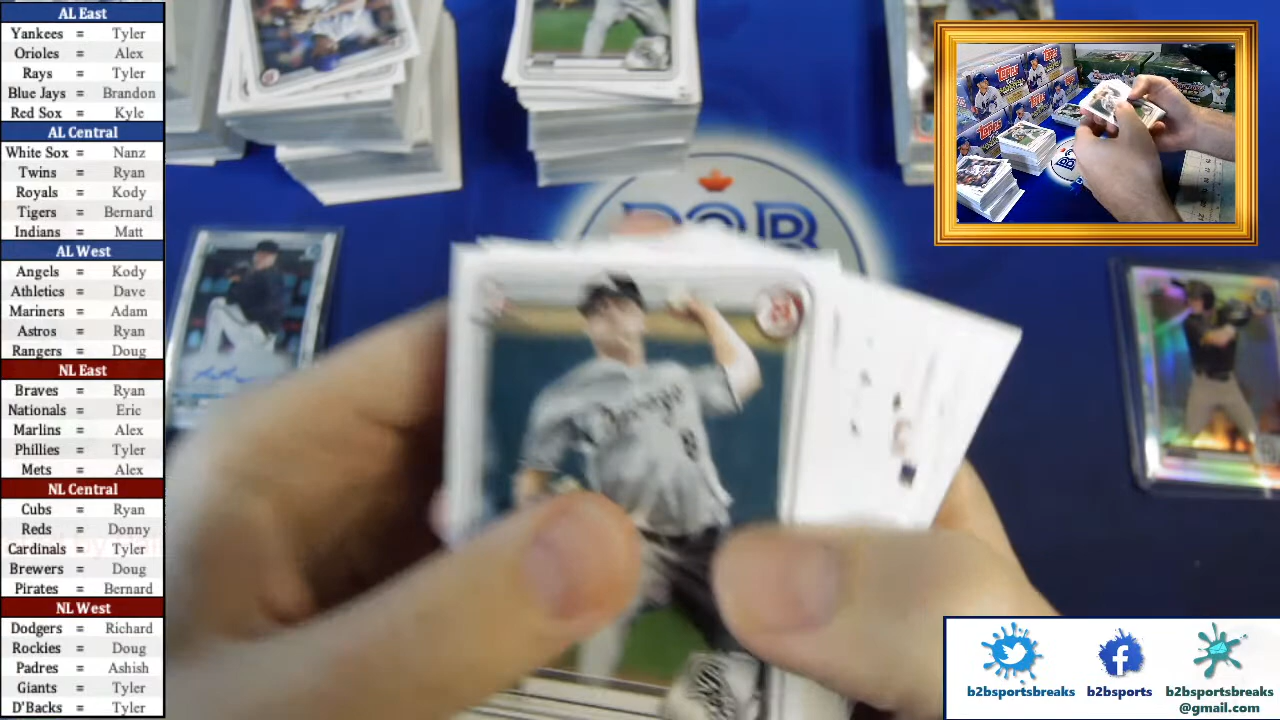 AL East
Yankees = Tyler
Orioles = Alex
Rays = Tyler
Blue Jays = Brandon
Red Sox = Kyle
AL Central
White Sox = Nanz
Twins = Ryan
Royals = Kody
Tigers = Bernard
Indians = Matt
AL West
Angels = Kody
Athletics = Dave
Mariners = Adam
Astros = Ryan
Rangers = Doug
NL East
Braves = Ryan
Nationals = Eric
Marlins = Alex
Phillies = Tyler
Mets = Alex
NL Central
Cubs = Ryan
Reds = Donny
Cardinals = Tyler
Brewers = Doug
Pirates = Bernard
NL West
Dodgers = Richard
Rockies = Doug
Padres = Ashish
Giants = Tyler
D'Backs = Tyler
B2B
TOPPS
TOPPS
b2bsportsbreaks
b2bsports
b2bsportsbreaks
@gmail.com